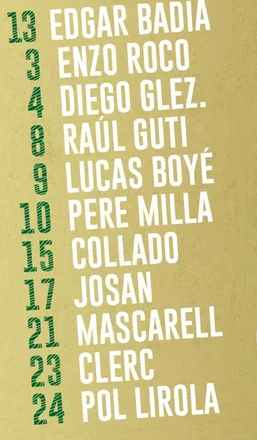 13 EDGAR BADIA
3 ENZO ROCO
4 DIEGO GLEZ.
8 RAÚL GUTI
9 LUCAS BOYÉ
10 PERE MILLA
15 COLLADO
17 JOSAN
21 MASCARELL
23 CLERC
24 POL LIROLA